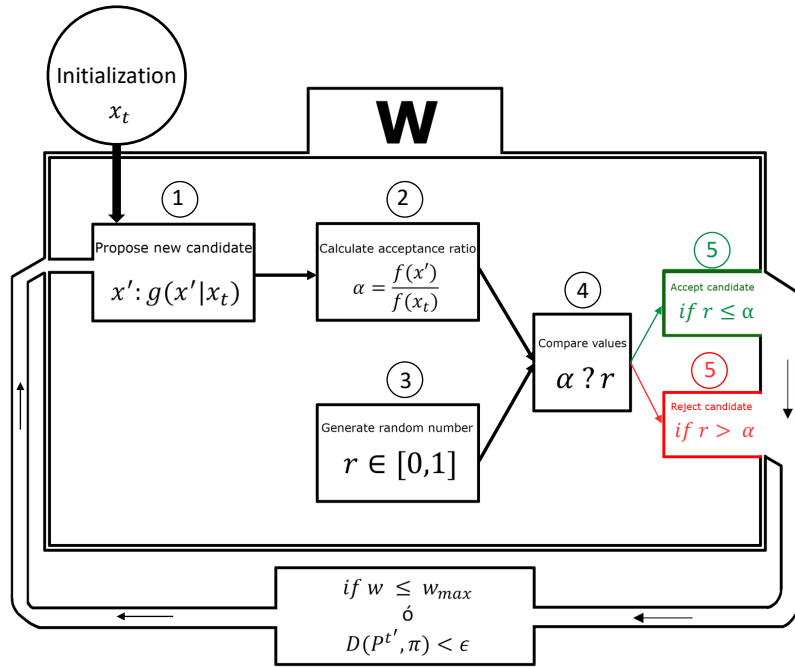 Initialization
x_t
W
1
Propose new candidate
x′: g(x′|x_t)
2
Calculate acceptance ratio
α = f(x′) / f(x_t)
3
Generate random number
r ∈ [0,1]
4
Compare values
α ? r
5
Accept candidate
if r ≤ α
5
Reject candidate
if r > α
if w ≤ w_max
ó
D(P^t′, π) < ϵ